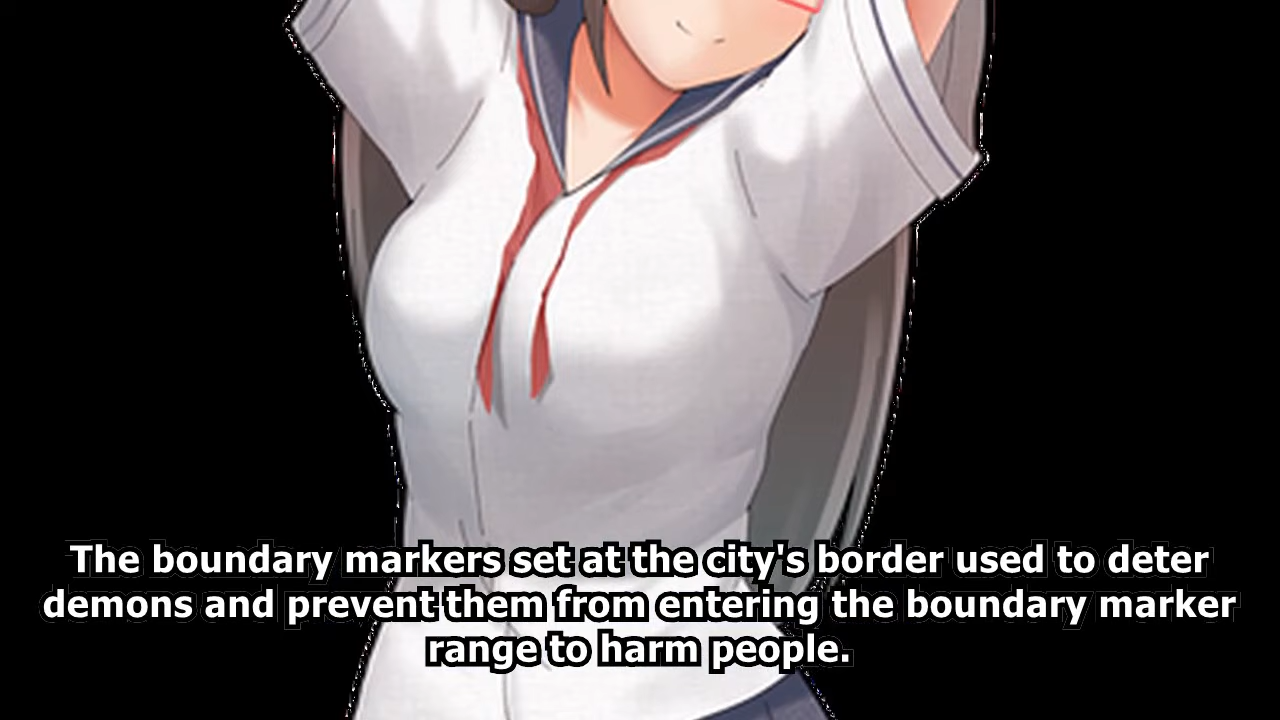 The boundary markers set at the city's border used to deter
demons and prevent them from entering the boundary marker
range to harm people.